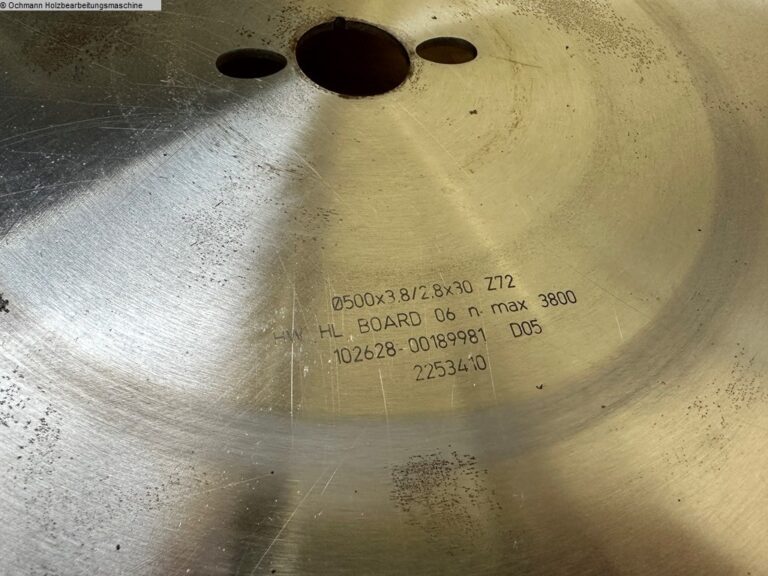 ® Ochmann Holzbearbeitungsmaschine
Ø500x3.8/2.8x30 Z72
HW HL BOARD 06 n. max 3800
102628-00189981 D05
2253410